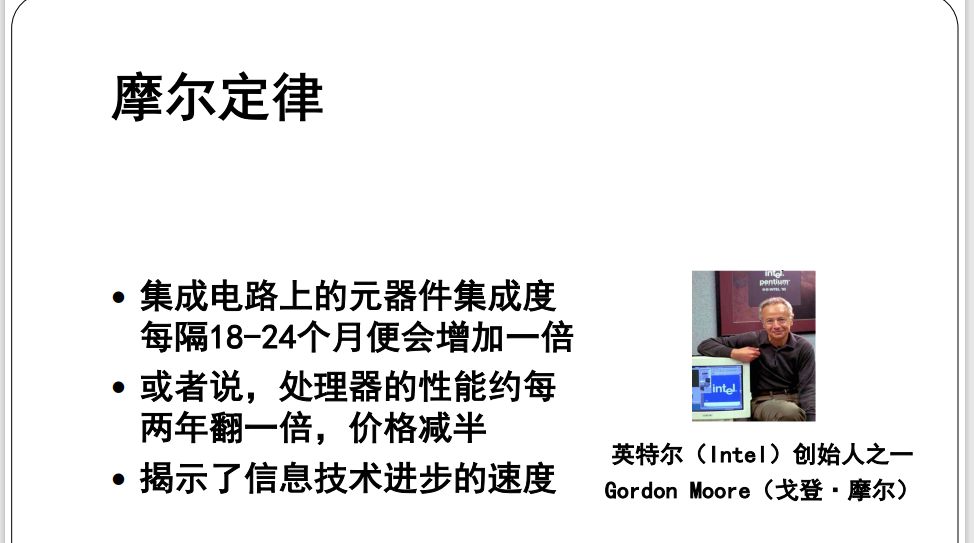 摩尔定律
• 集成电路上的元器件集成度
每隔18-24个月便会增加一倍
• 或者说，处理器的性能约每
两年翻一倍，价格减半
• 揭示了信息技术进步的速度
intel
pentium
intel
英特尔（Intel）创始人之一
Gordon Moore（戈登·摩尔）